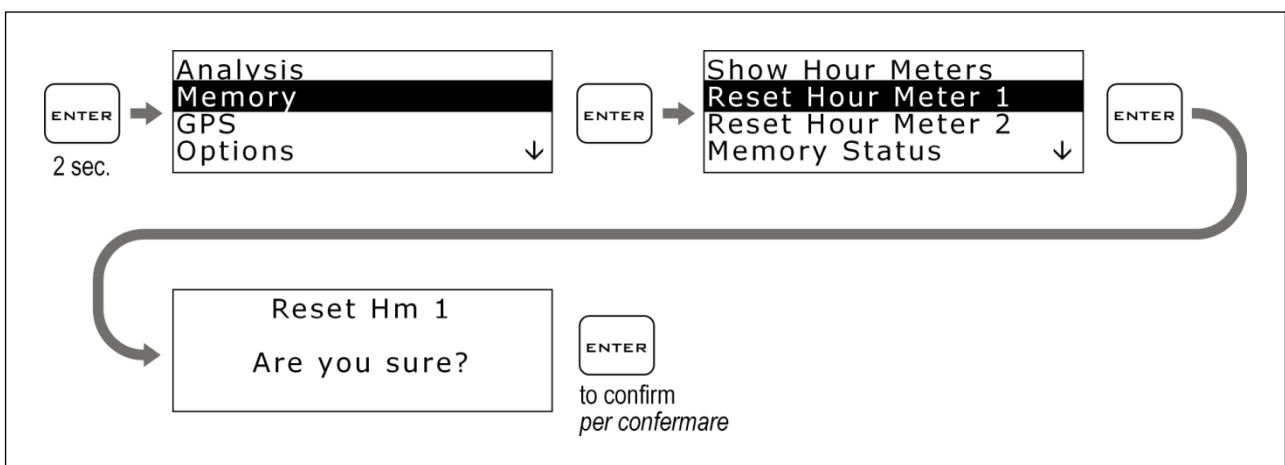 ENTER
2 sec.
Analysis
Memory
GPS
Options
ENTER
Show Hour Meters
Reset Hour Meter 1
Reset Hour Meter 2
Memory Status
ENTER
Reset Hm 1
Are you sure?
ENTER
to confirm
per confermare